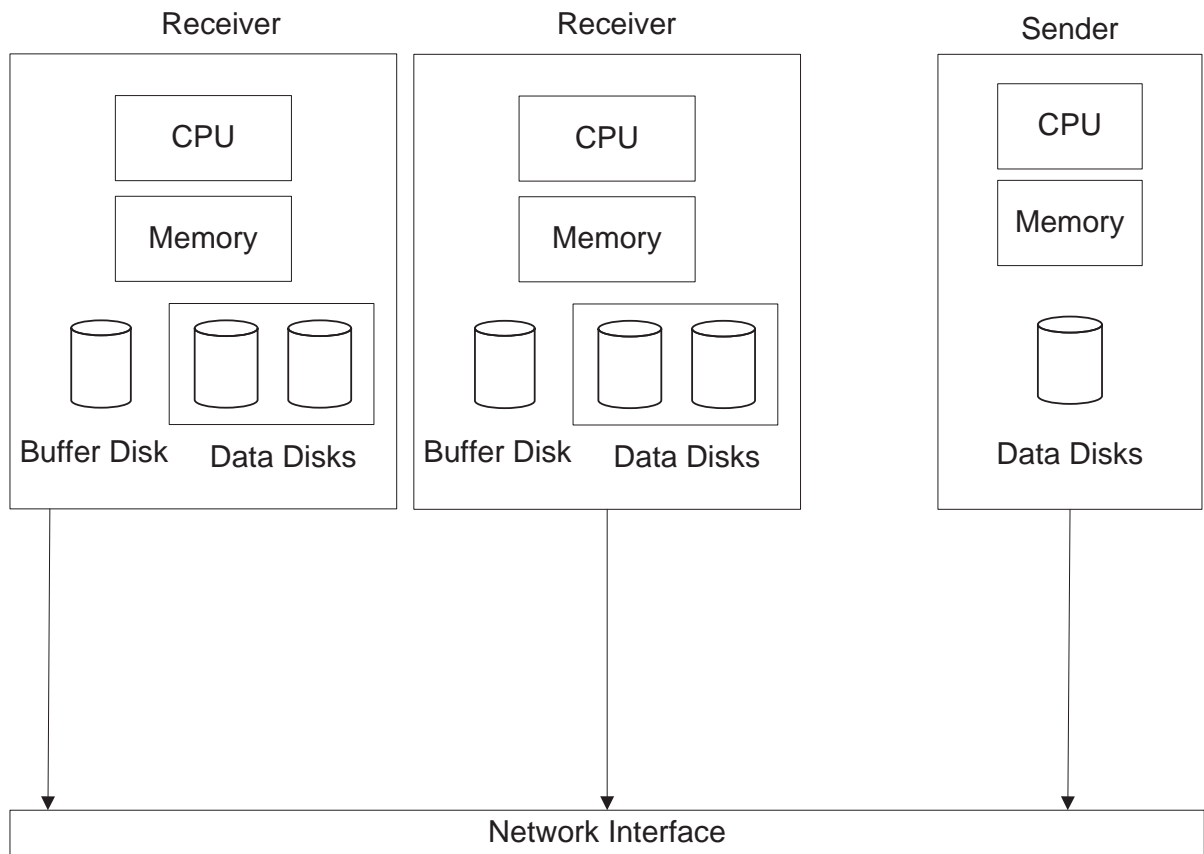 Receiver
CPU
Memory
Buffer Disk
Data Disks
Receiver
CPU
Memory
Buffer Disk
Data Disks
Sender
CPU
Memory
Data Disks
Network Interface